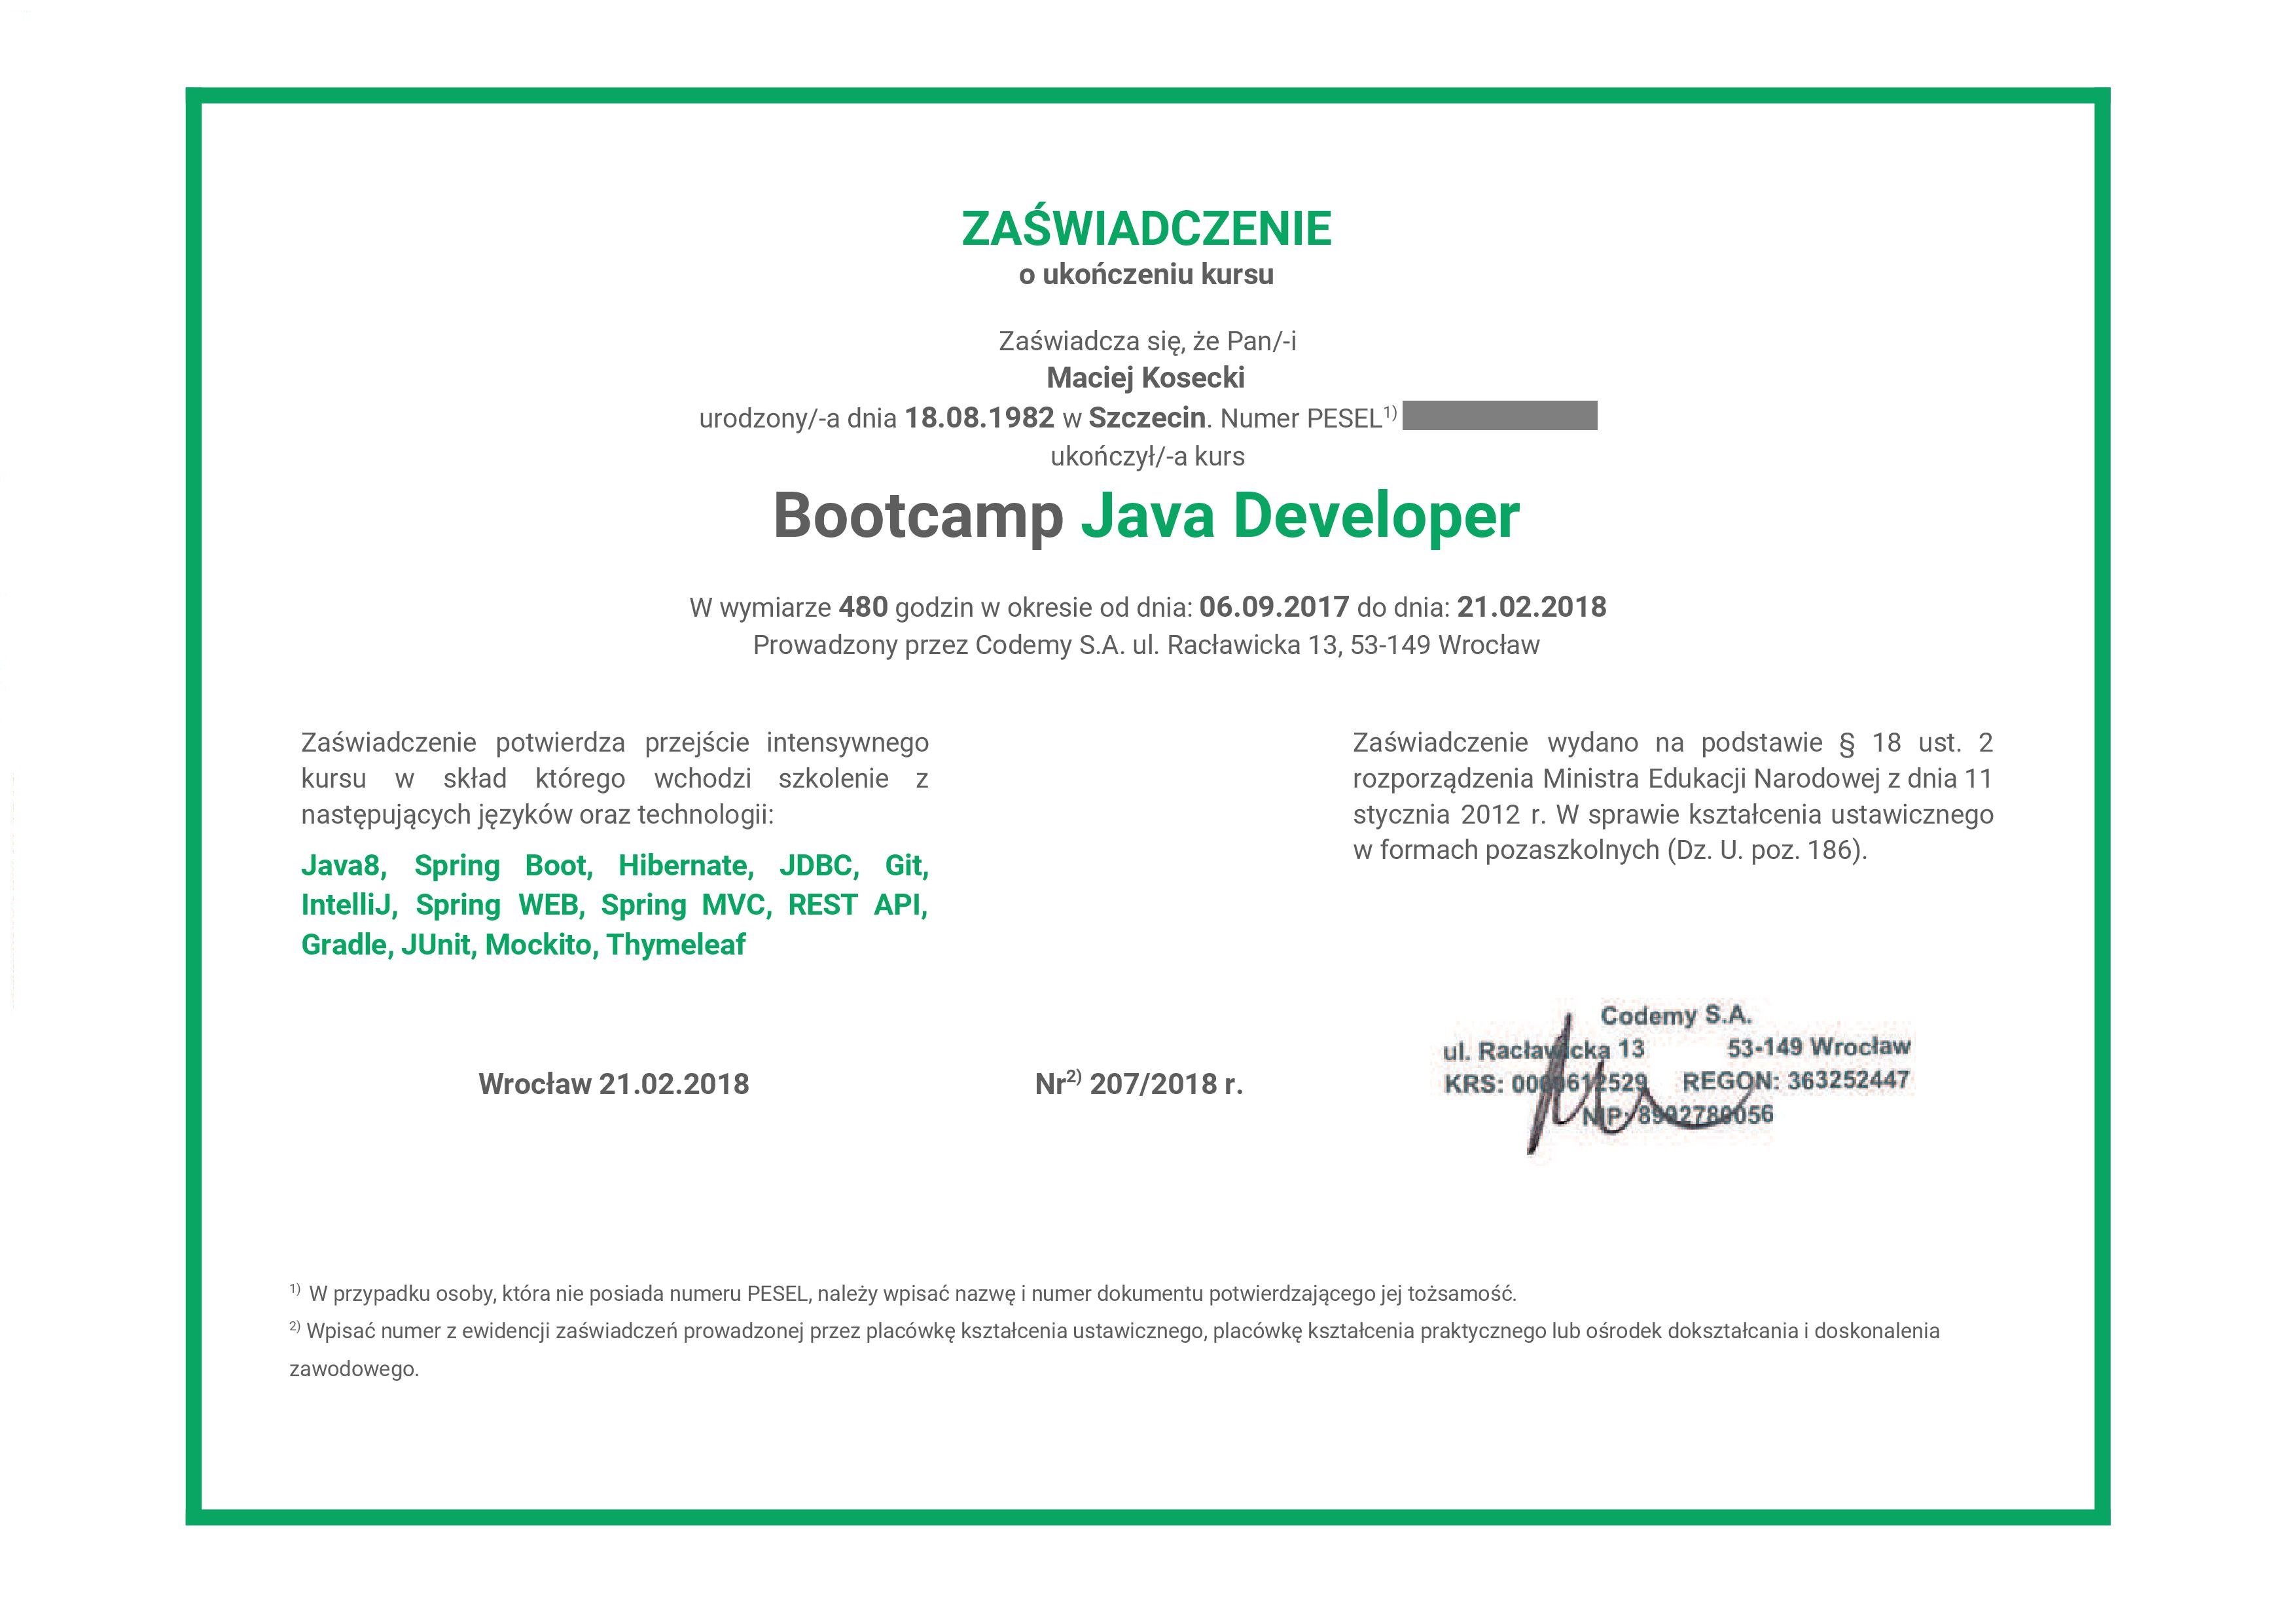 ZAŚWIADCZENIE
o ukończeniu kursu
Zaświadcza się, że Pan/-i
Maciej Kosecki
urodzony/-a dnia 18.08.1982 w Szczecin. Numer PESEL1)
ukończył/-a kurs
Bootcamp Java Developer
W wymiarze 480 godzin w okresie od dnia: 06.09.2017 do dnia: 21.02.2018
Prowadzony przez Codemy S.A. ul. Racławicka 13, 53-149 Wrocław
Zaświadczenie potwierdza przejście intensywnego
kursu w skład którego wchodzi szkolenie z
następujących języków oraz technologii:
Java8, Spring Boot, Hibernate, JDBC, Git,
IntelliJ, Spring WEB, Spring MVC, REST API,
Gradle, JUnit, Mockito, Thymeleaf
Zaświadczenie wydano na podstawie § 18 ust. 2
rozporządzenia Ministra Edukacji Narodowej z dnia 11
stycznia 2012 r. W sprawie kształcenia ustawicznego
w formach pozaszkolnych (Dz. U. poz. 186).
Wrocław 21.02.2018
Nr2) 207/2018 r.
Codemy S.A.
ul. Racławicka 13 53-149 Wrocław
KRS: 0000612529 REGON: 363252447
NIP:
1) W przypadku osoby, która nie posiada numeru PESEL, należy wpisać nazwę i numer dokumentu potwierdzającego jej tożsamość.
2) Wpisać numer z ewidencji zaświadczeń prowadzonej przez placówkę kształcenia ustawicznego, placówkę kształcenia praktycznego lub ośrodek dokształcania i doskonalenia
zawodowego.